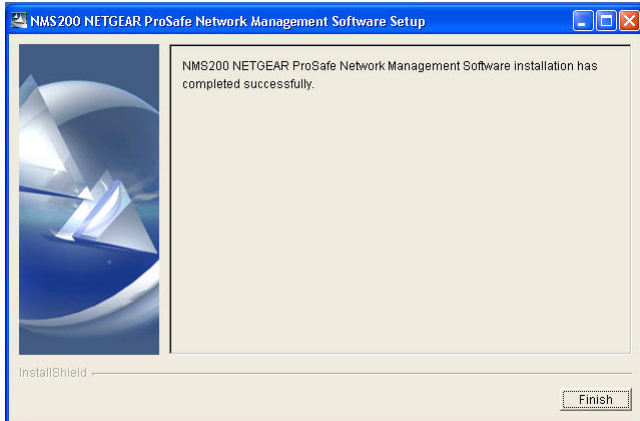 NMS200 NETGEAR ProSafe Network Management Software Setup
NMS200 NETGEAR ProSafe Network Management Software installation has
completed successfully.
InstallShield
Finish